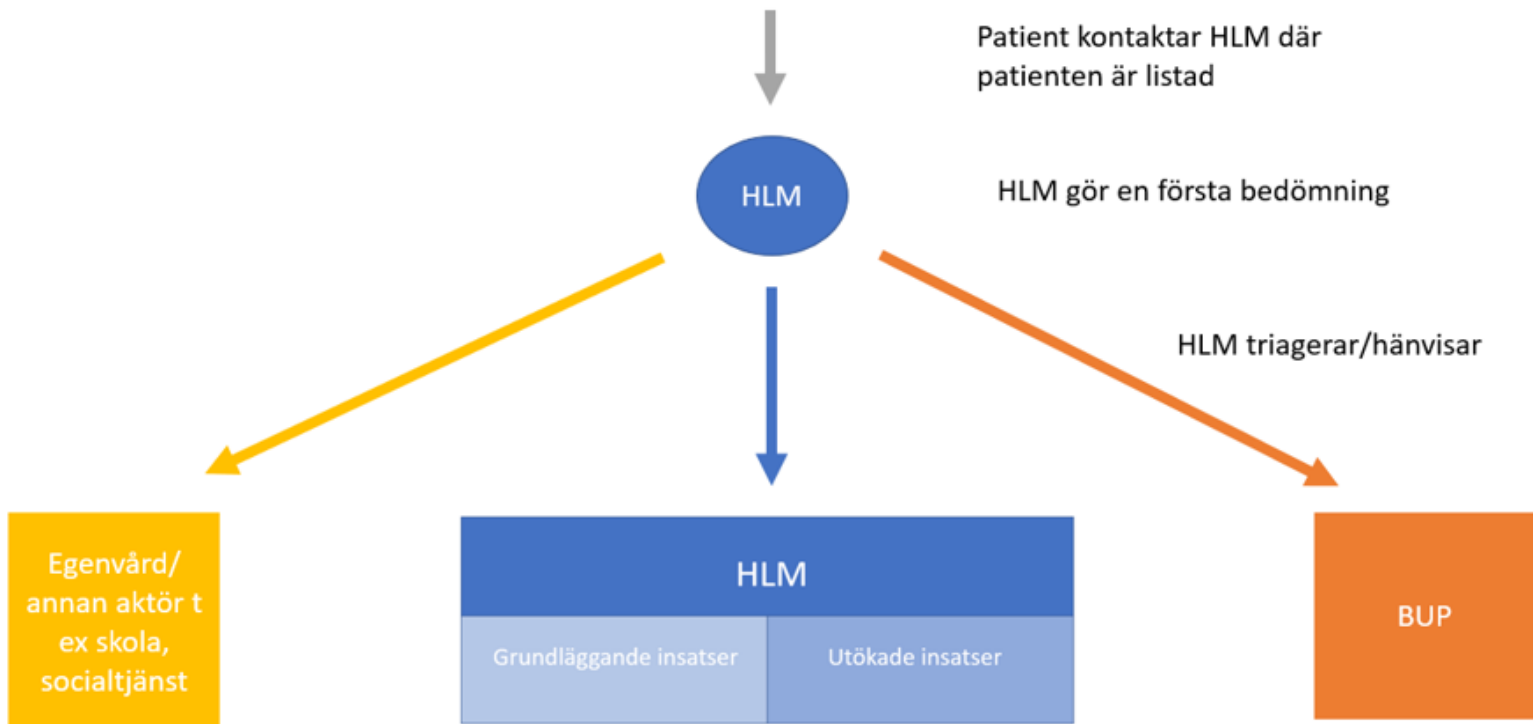 Patient kontaktar HLM där
patienten är listad
HLM
HLM gör en första bedömning
HLM triagerar/hänvisar
Egenvård/
annan aktör t
ex skola,
socialtjänst
HLM
Grundläggande insatser
Utökade insatser
BUP